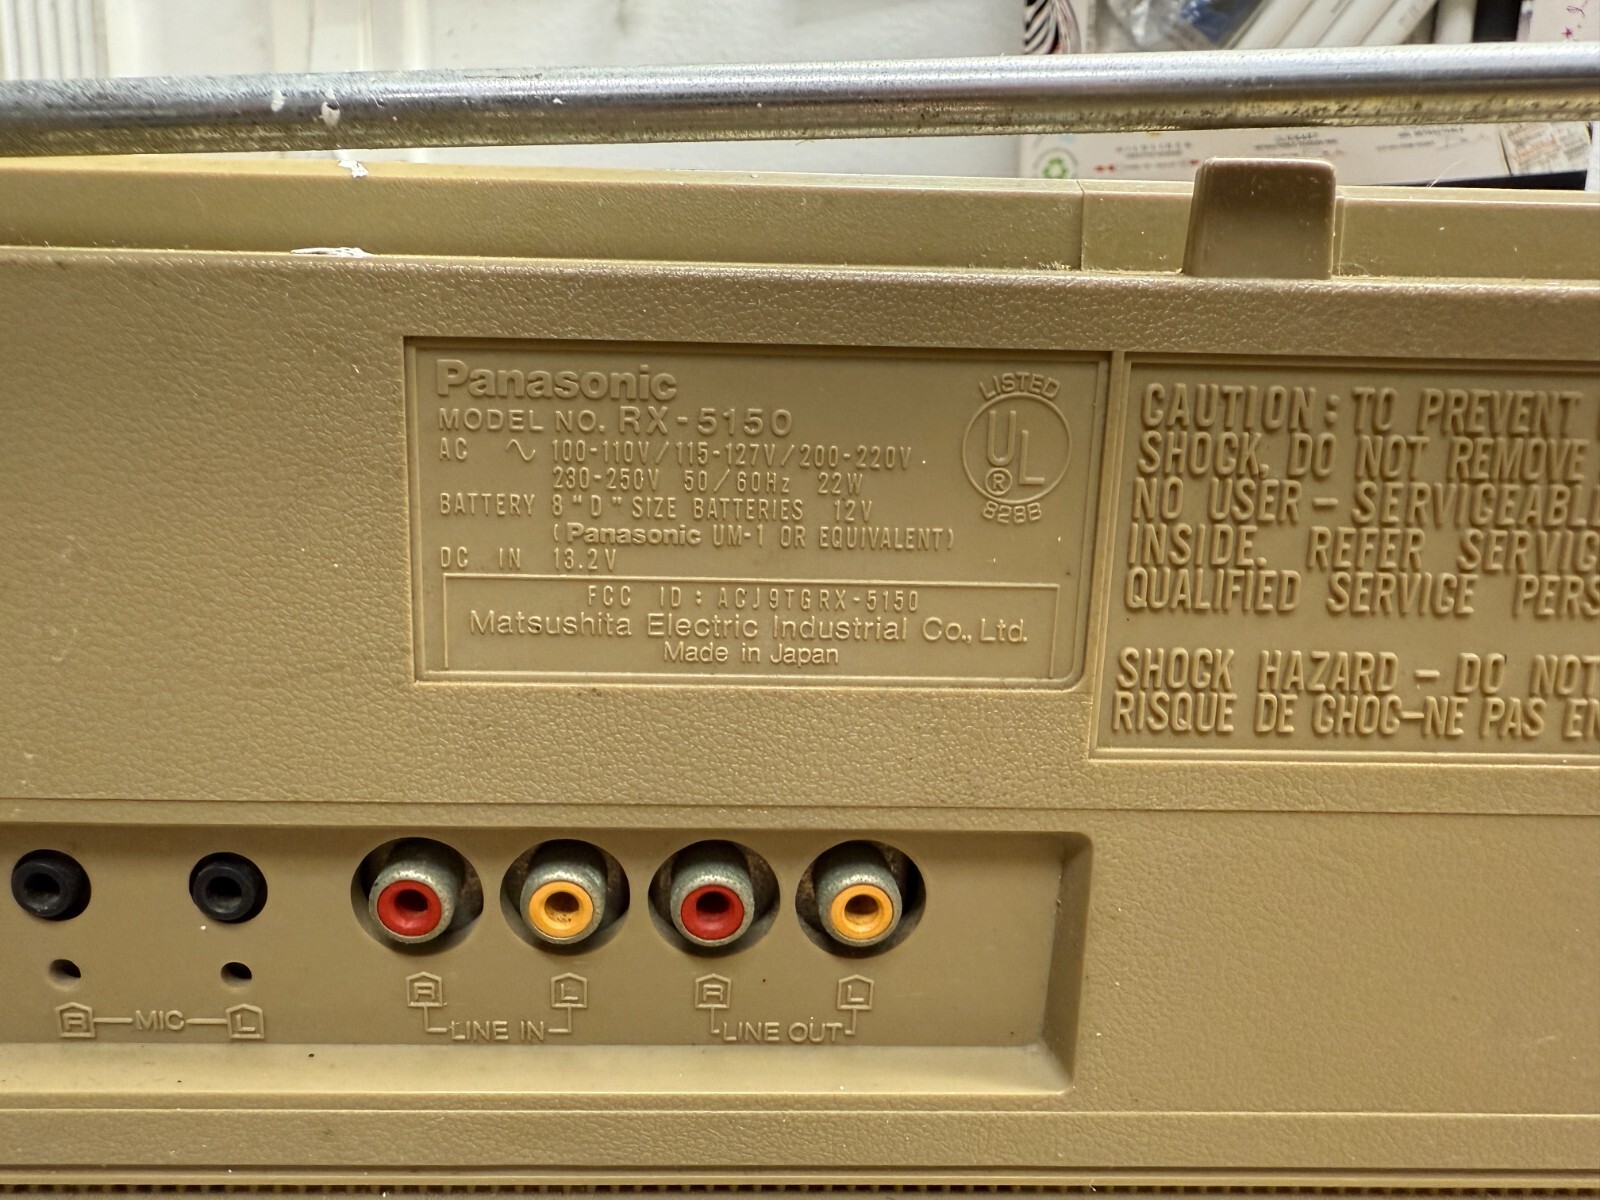 Panasonic
MODEL NO. RX-5150
AC ∿ 100-110V/115-127V/200-220V
230-250V 50/60Hz 22W
BATTERY 8 "D" SIZE BATTERIES 12V
(Panasonic UM-1 OR EQUIVALENT)
DC IN 13.2V
FCC ID: ACJ9TGRX-5150
Matsushita Electric Industrial Co., Ltd.
Made in Japan
LISTED
UL
®
828B
CAUTION: TO PREVENT
SHOCK, DO NOT REMOVE
NO USER-SERVICEABL
INSIDE. REFER SERVIC
QUALIFIED SERVICE PERS
SHOCK HAZARD - DO NOT
RISQUE DE CHOC-NE PAS
R MIC L
R LINE IN L
R LINE OUT L